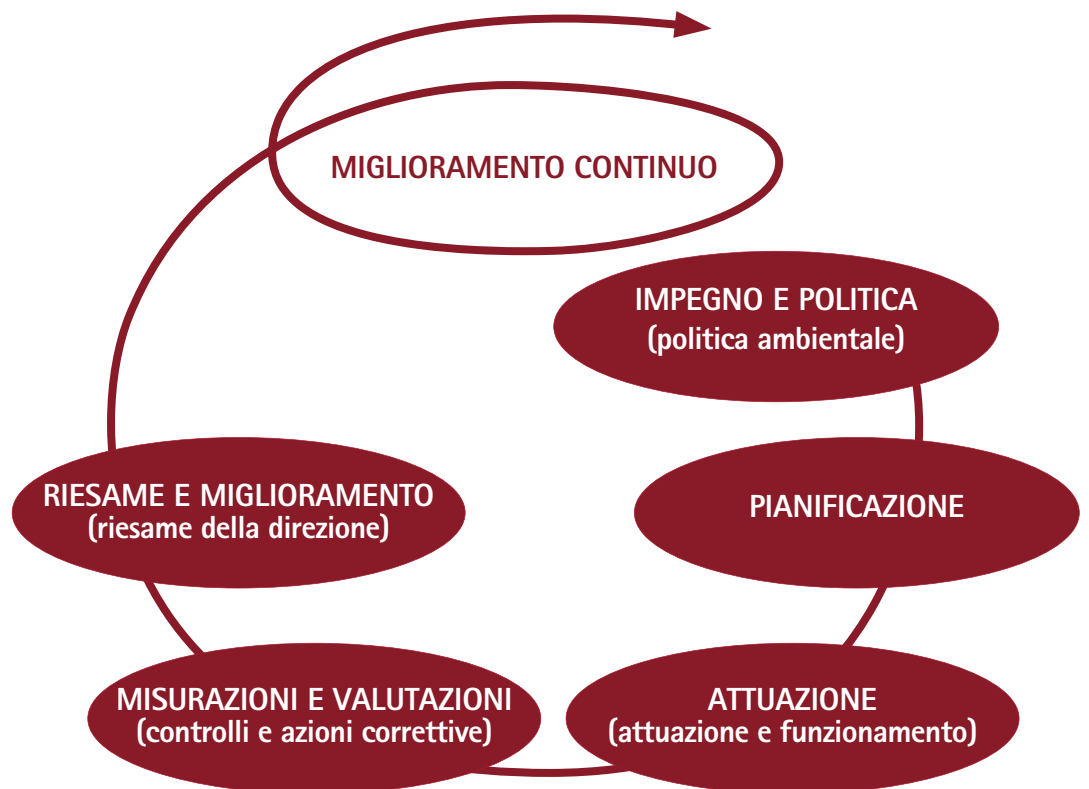 MIGLIORAMENTO CONTINUO
IMPEGNO E POLITICA
(politica ambientale)
PIANIFICAZIONE
ATTUAZIONE
(attuazione e funzionamento)
MISURAZIONI E VALUTAZIONI
(controlli e azioni correttive)
RIESAME E MIGLIORAMENTO
(riesame della direzione)